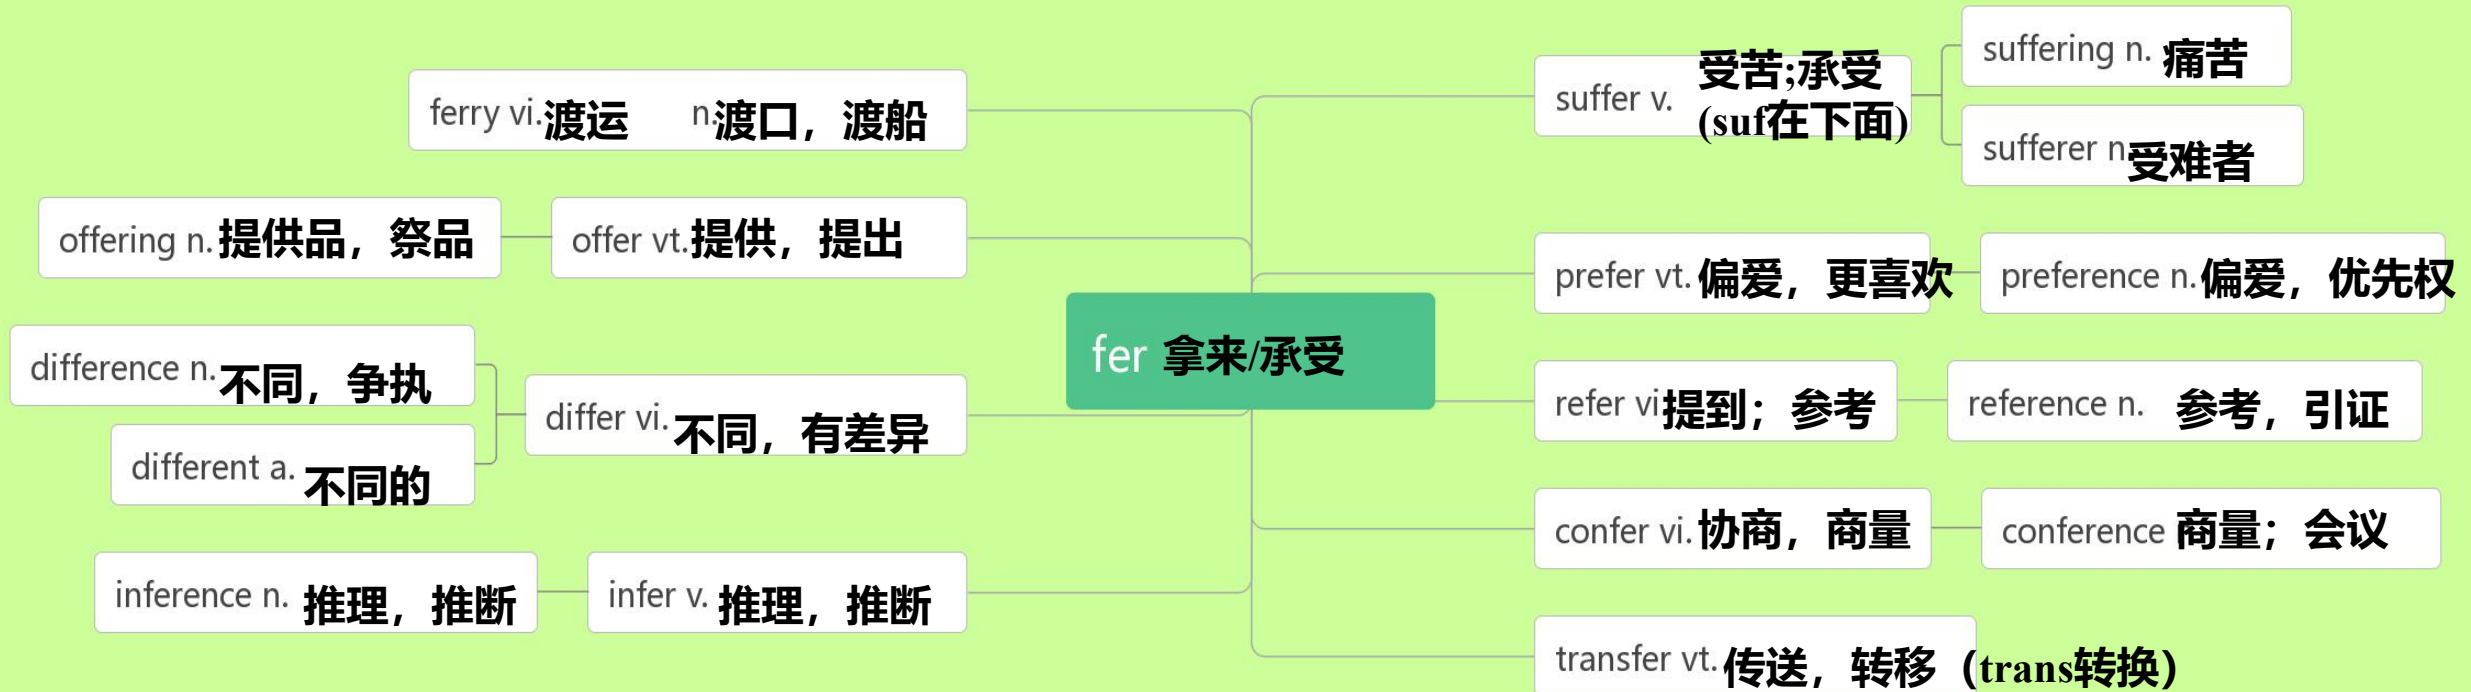 ferry vi.渡运 n.渡口，渡船
offering n.提供品，祭品
offer vt.提供，提出
difference n.不同，争执
different a.不同的
differ vi.不同，有差异
inference n.推理，推断
infer v.推理，推断
fer 拿来/承受
suffer v.受苦;承受
(suf在下面)
suffering n.痛苦
sufferer n受难者
prefer vt.偏爱，更喜欢
preference n.偏爱，优先权
refer vi提到；参考
reference n.参考，引证
confer vi.协商，商量
conference 商量；会议
transfer vt.传送，转移（trans转换）